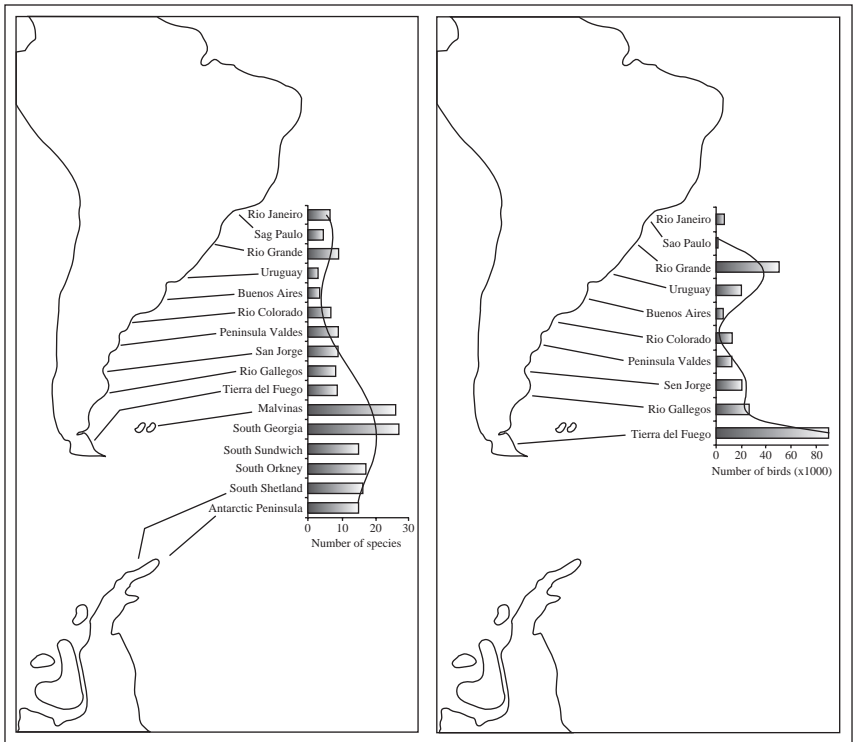 Rio Janeiro
Sag Paulo
Rio Grande
Uruguay
Buenos Aires
Rio Colorado
Peninsula Valdes
San Jorge
Rio Gallegos
Tierra del Fuego
Malvinas
South Georgia
South Sundwich
South Orkney
South Shetland
Antarctic Peninsula
0 10 20 30
Number of species
Rio Janeiro
Sao Paulo
Rio Grande
Uruguay
Buenos Aires
Rio Colorado
Peninsula Valdes
Sen Jorge
Rio Gallegos
Tierra del Fuego
0 20 40 60 80
Number of birds (x1000)